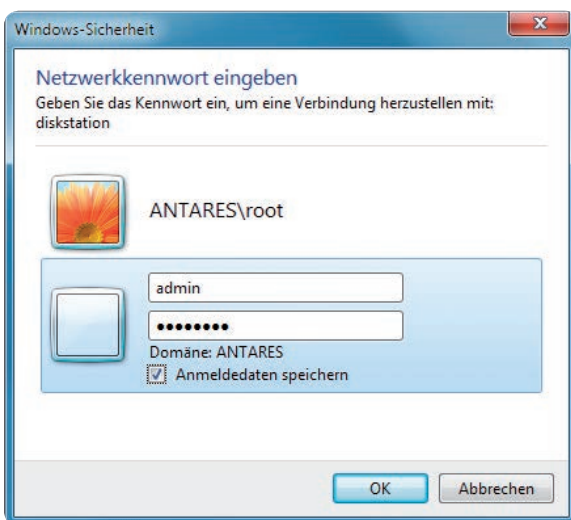 Windows-Sicherheit
Netzwerkkennwort eingeben
Geben Sie das Kennwort ein, um eine Verbindung herzustellen mit:
diskstation
ANTARES\root
admin
●●●●●●●●
Domäne: ANTARES
Anmeldedaten speichern
OK
Abbrechen